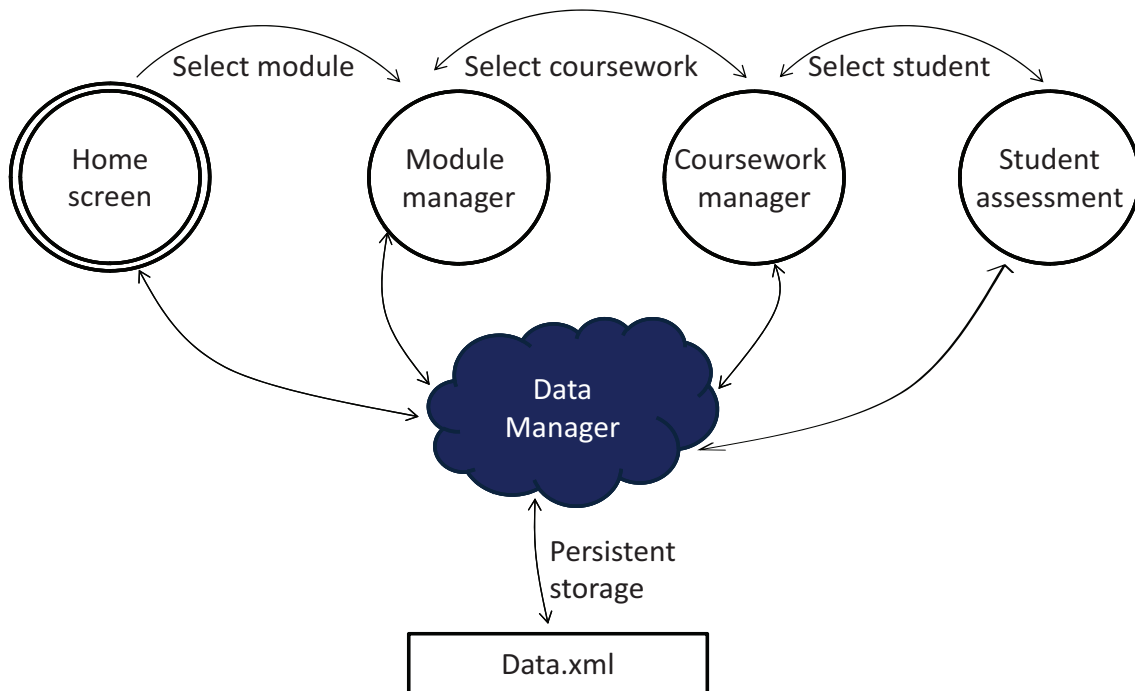 Select module
Select coursework
Select student
Home
screen
Module
manager
Coursework
manager
Student
assessment
Data
Manager
Persistent
storage
Data.xml